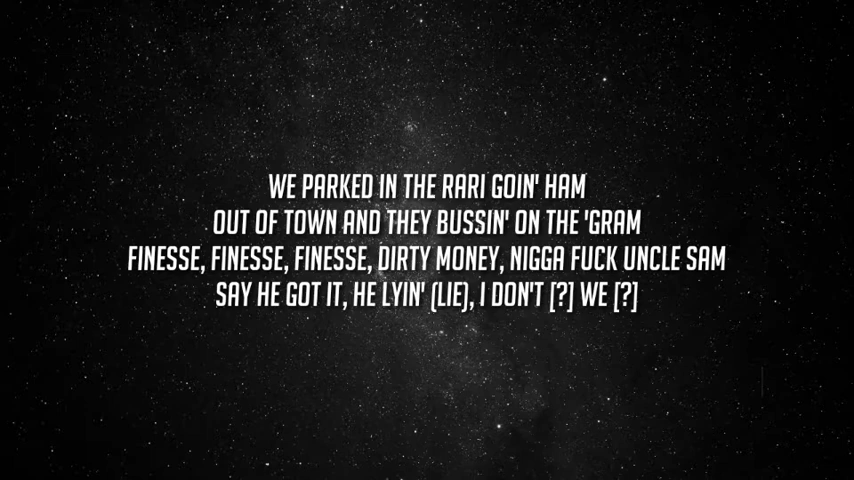 WE PARKED IN THE RARI GOIN' HAM
OUT OF TOWN AND THEY BUSSIN' ON THE 'GRAM
FINESSE, FINESSE, FINESSE, DIRTY MONEY, NIGGA FUCK UNCLE SAM
SAY HE GOT IT, HE LYIN' (LIE), I DON'T [?] WE [?]